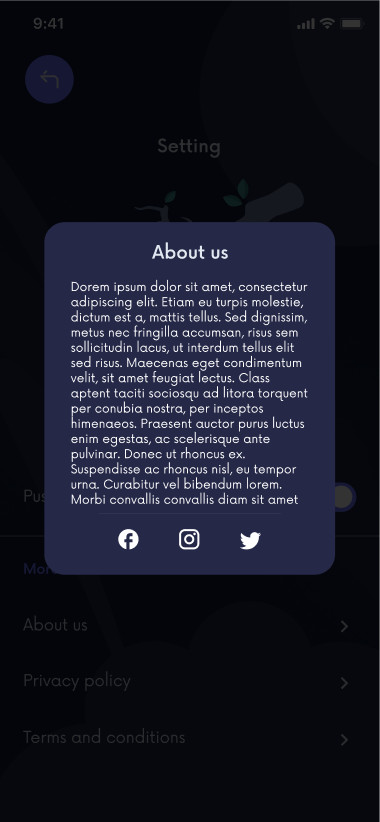 9:41
Setting
About us
Dorem ipsum dolor sit amet, consectetur
adipiscing elit. Etiam eu turpis molestie,
dictum est a, mattis tellus. Sed dignissim,
metus nec fringilla accumsan, risus sem
sollicitudin lacus, ut interdum tellus elit
sed risus. Maecenas eget condimentum
velit, sit amet feugiat lectus. Class
aptent taciti sociosqu ad litora torquent
per conubia nostra, per inceptos
himenaeos. Praesent auctor purus luctus
enim egestas, ac scelerisque ante
pulvinar. Donec ut rhoncus ex.
Suspendisse ac rhoncus nisl, eu tempor
urna. Curabitur vel bibendum lorem.
Morbi convallis convallis diam sit amet
About us
Privacy policy
Terms and conditions